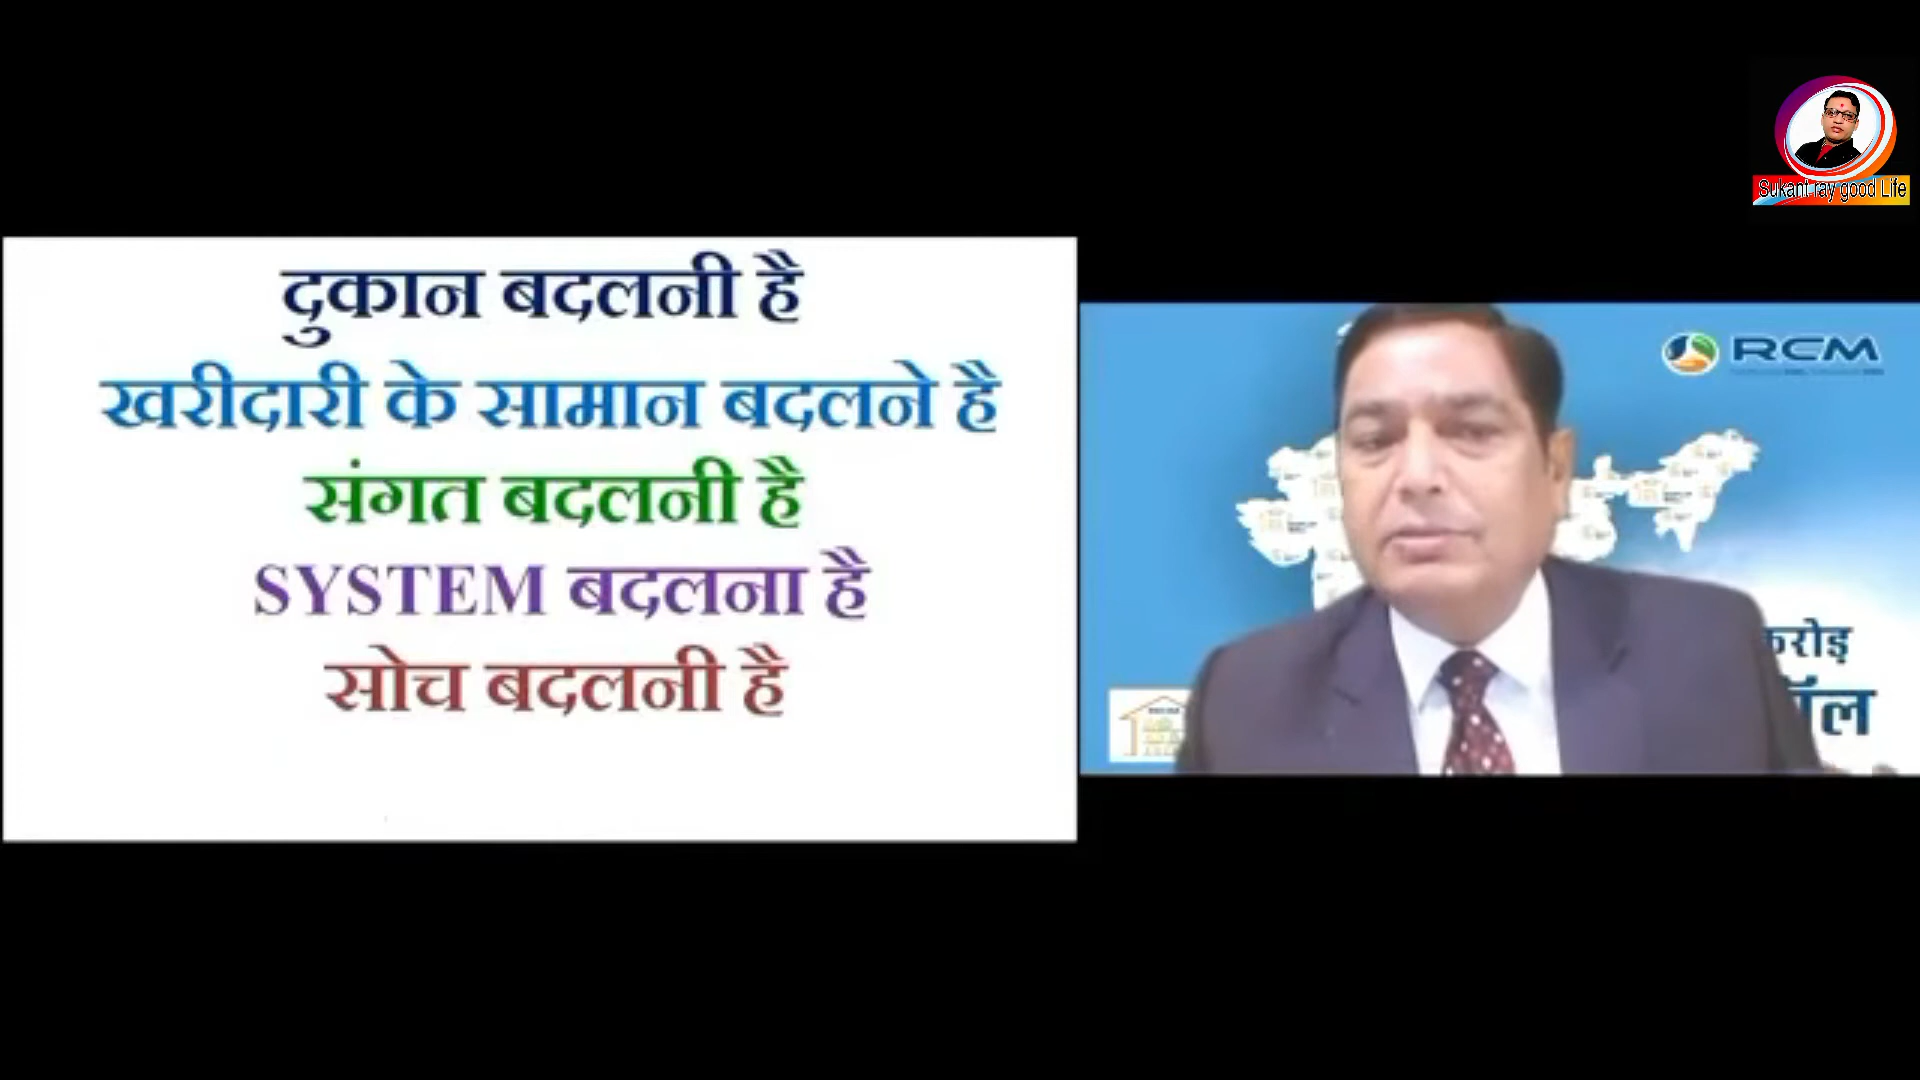 Sukant ray good Life
दुकान बदलनी है
खरीदारी के सामान बदलने है
संगत बदलनी है
SYSTEM बदलना है
सोच बदलनी है
RCM
करोड़